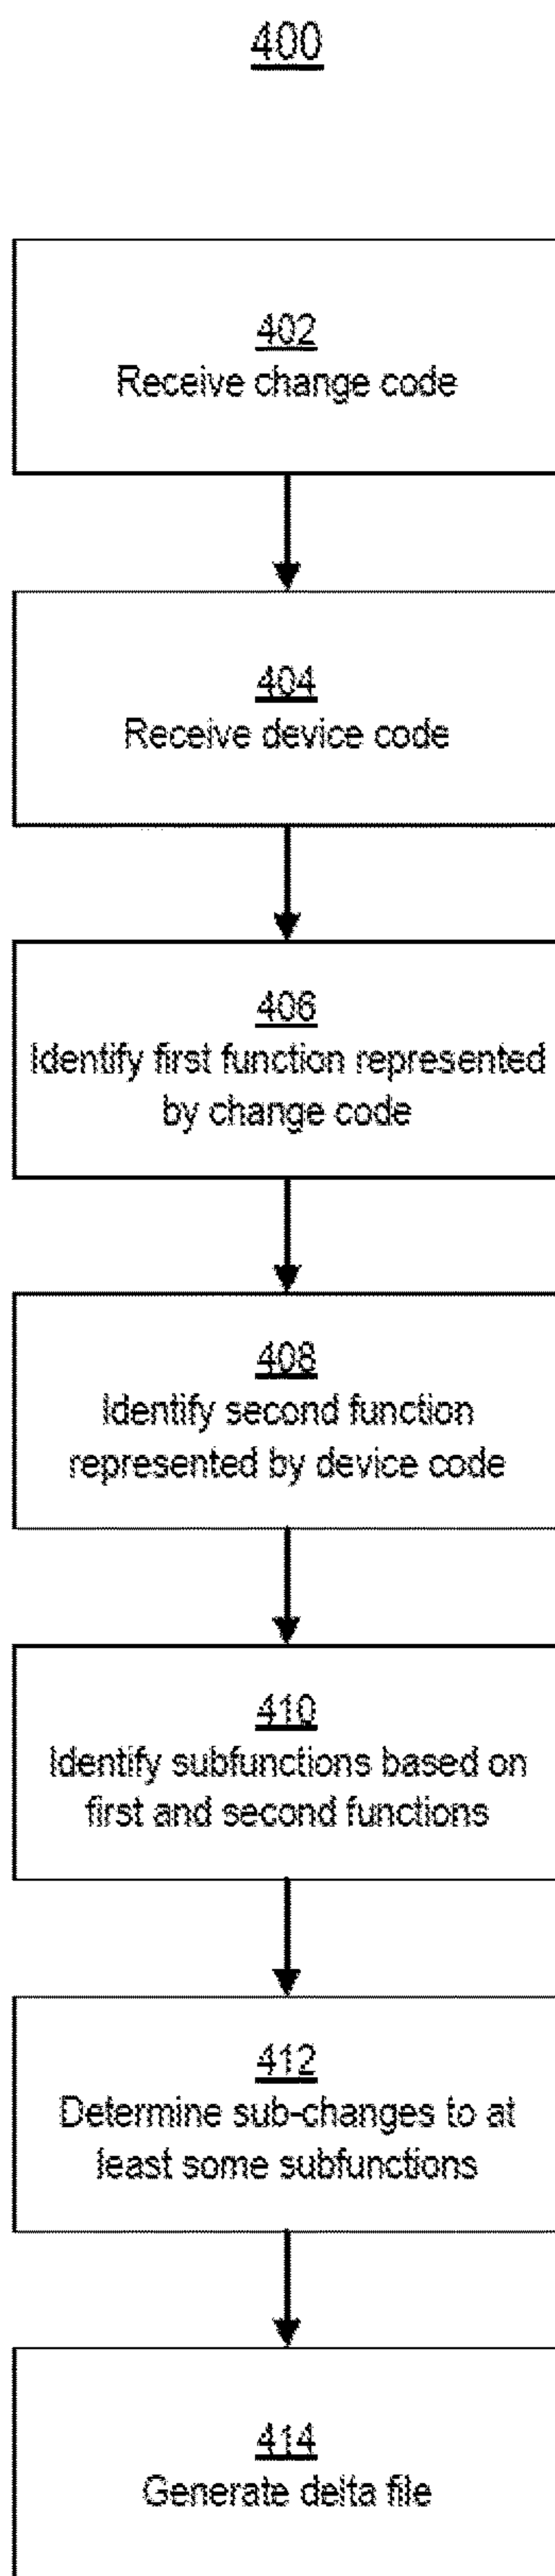 400
402
Receive change code
404
Receive device code
406
Identify first function represented
by change code
408
Identify second function
represented by device code
410
Identify subfunctions based on
first and second functions
412
Determine sub-changes to at
least some subfunctions
414
Generate delta file